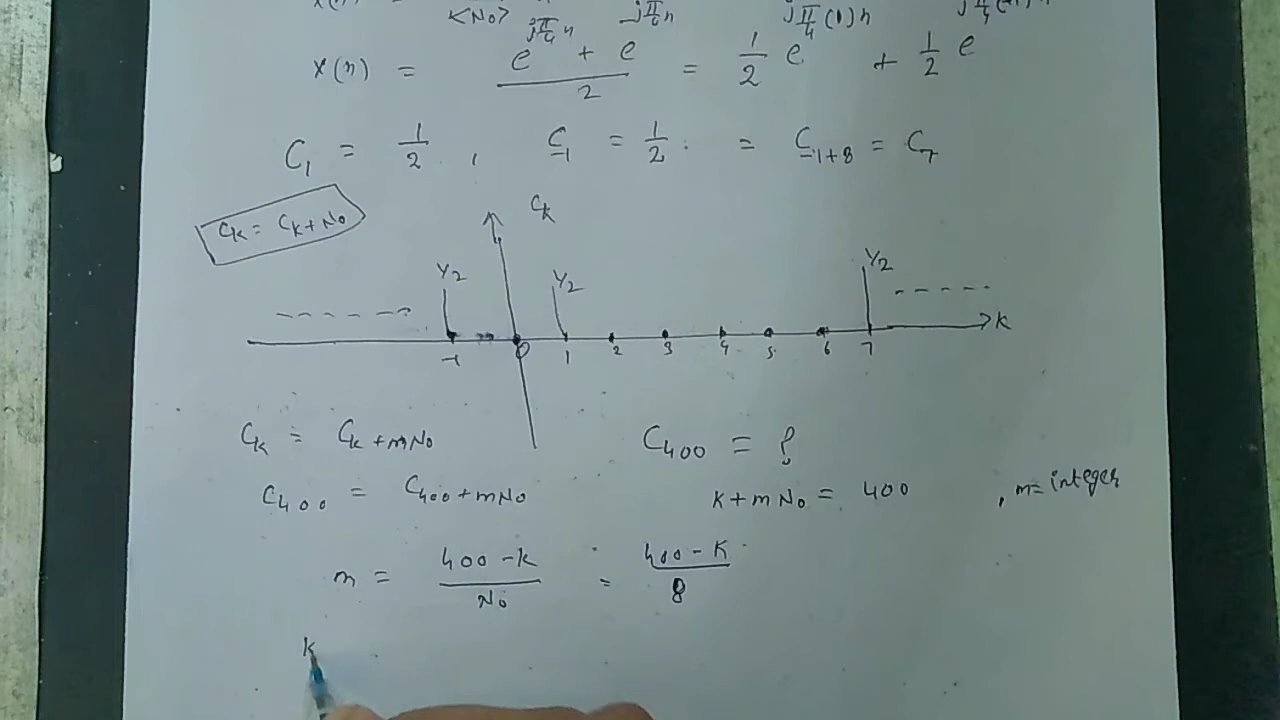 <N₀>
x(n) = (e^{jπ/4 n} + e^{-jπ/4 n}) / 2 = 1/2 e^{jπ/4 (1)n} + 1/2 e
C₁ = 1/2 , C₋₁ = 1/2 . = C₋₁₊₈ = C₇
Cₖ = Cₖ₊N₀
Cₖ
1/2 1/2 1/2
K
-1 0 1 2 3 4 5 6 7
Cₖ = Cₖ₊mN₀ C₄₀₀ = ?
C₄₀₀ = C₄₀₀₊mN₀ k + m N₀ = 400 , m = integer
m = (400 - k) / N₀ = (400 - K) / 8
k